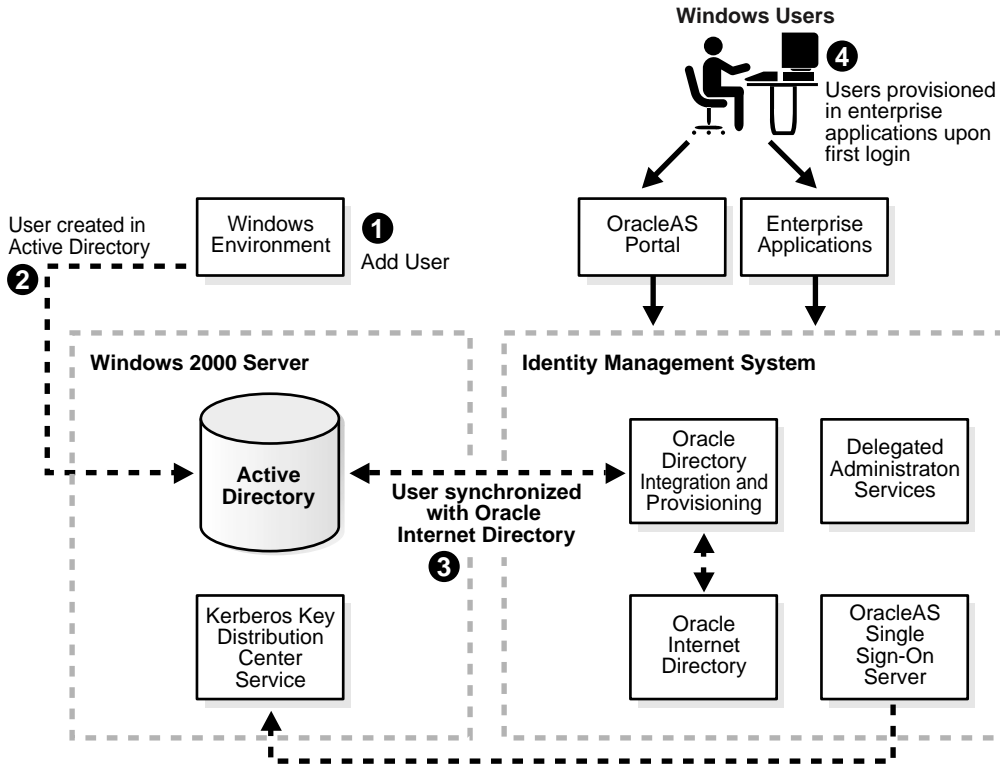 Windows Users
4
Users provisioned
in enterprise
applications upon
first login
User created in
Active Directory
2
Windows
Environment
1
Add User
OracleAS
Portal
Enterprise
Applications
Windows 2000 Server
Identity Management System
Active
Directory
User synchronized
with Oracle
Internet Directory
3
Oracle
Directory
Integration and
Provisioning
Delegated
Administraton
Services
Kerberos Key
Distribution
Center
Service
Oracle
Internet
Directory
OracleAS
Single
Sign-On
Server